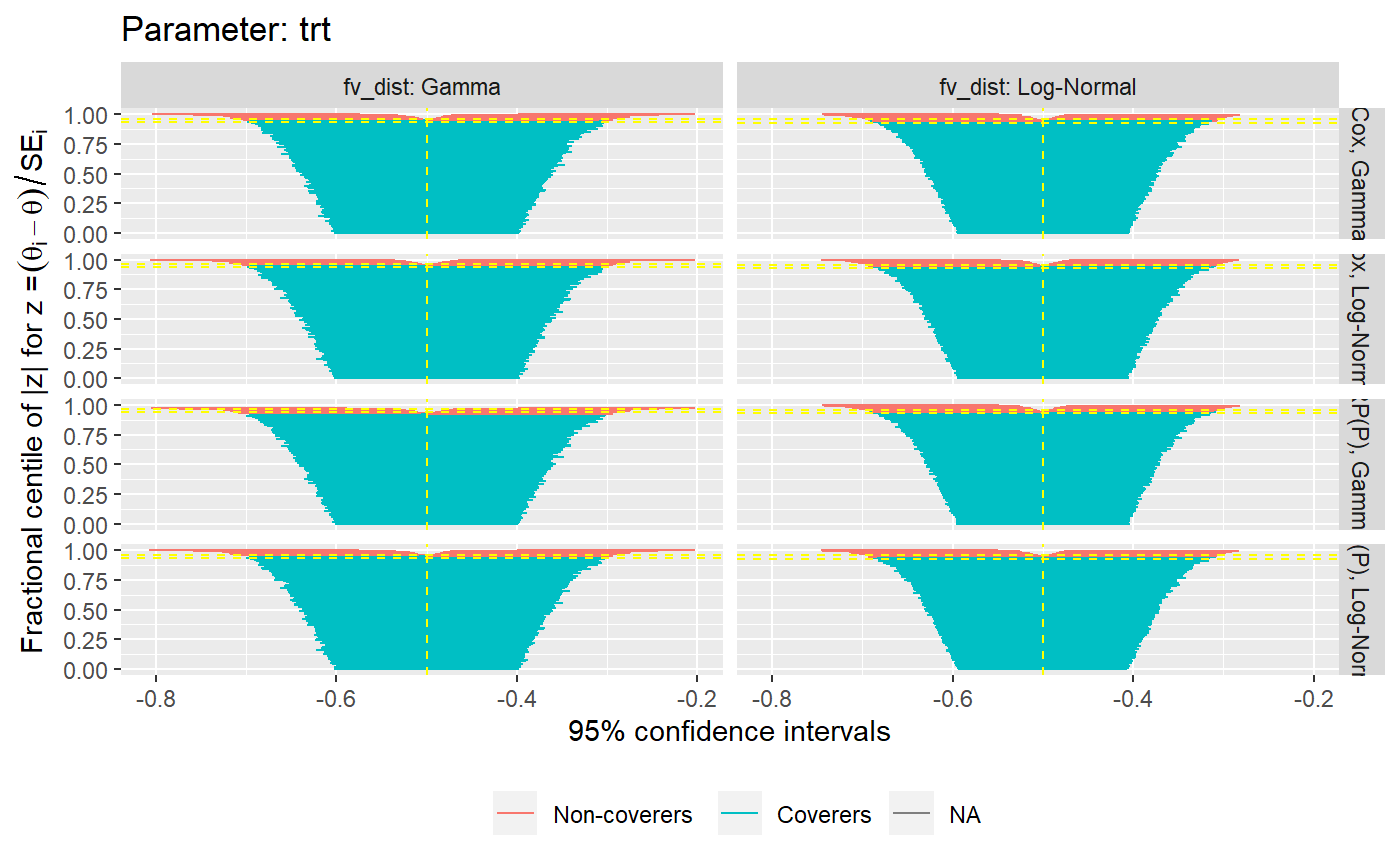 Parameter: trt
fv_dist: Gamma
fv_dist: Log-Normal
Fractional centile of |z| for z =(θi − θ)/SEi
1.00
0.75
0.50
0.25
0.00
Cox, Gamma
1.00
0.75
0.50
0.25
0.00
Log-Norm
1.00
0.75
0.50
0.25
0.00
P(P), Gamm
1.00
0.75
0.50
0.25
0.00
(P), Log-Nor
-0.8
-0.6
-0.4
-0.2
-0.8
-0.6
-0.4
-0.2
95% confidence intervals
Non-coverers
Coverers
NA